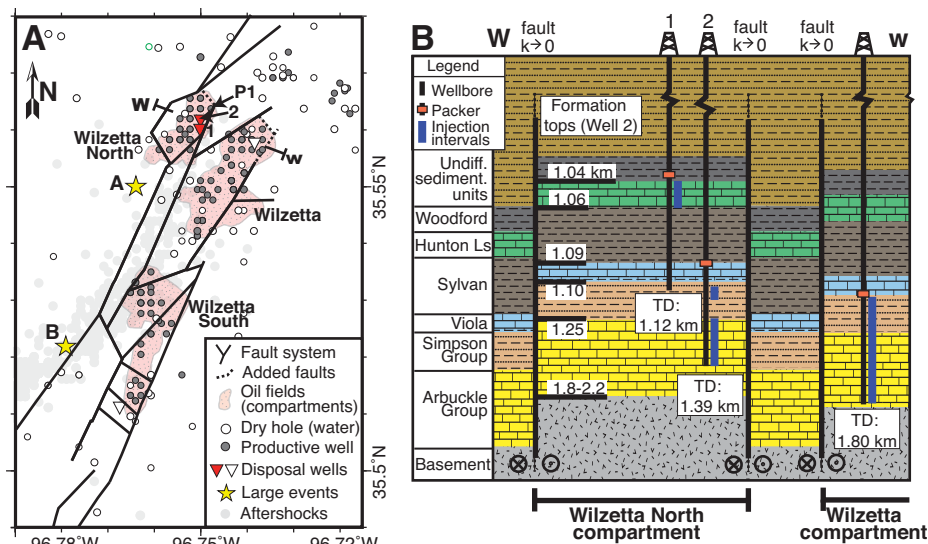 A
N
W
P1
2
1
Wilzetta
North
W
A
Wilzetta
Wilzetta
South
B
35.55°N
35.5°N
Fault system
Added faults
Oil fields
(compartments)
Dry hole (water)
Productive well
Disposal wells
Large events
Aftershocks
96.78°W
96.75°W
96.72°W
B
W
fault
k→0
1
2
fault
k→0
fault
k→0
W
Legend
Wellbore
Packer
Injection
intervals
Formation
tops (Well 2)
Undiff.
sediment.
units
Woodford
Hunton Ls
Sylvan
Viola
Simpson
Group
Arbuckle
Group
Basement
1.04 km
1.06
1.09
1.10
1.25
1.8-2.2
TD:
1.12 km
TD:
1.39 km
TD:
1.80 km
Wilzetta North
compartment
Wilzetta
compartment